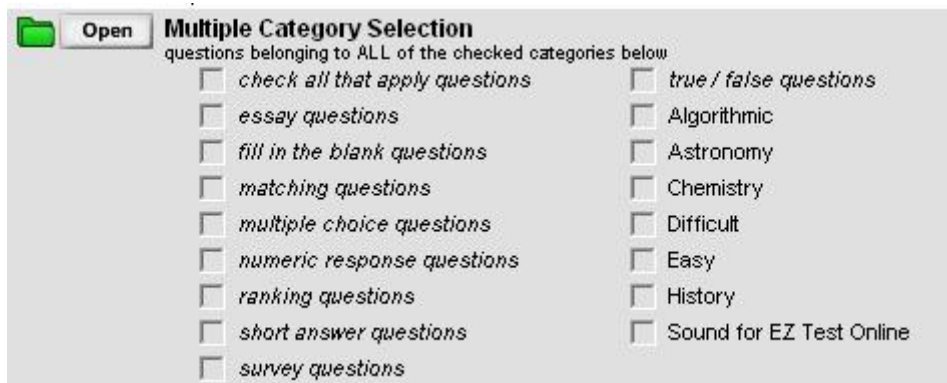 Open Multiple Category Selection
questions belonging to ALL of the checked categories below
check all that apply questions
essay questions
fill in the blank questions
matching questions
multiple choice questions
numeric response questions
ranking questions
short answer questions
survey questions
true / false questions
Algorithmic
Astronomy
Chemistry
Difficult
Easy
History
Sound for EZ Test Online